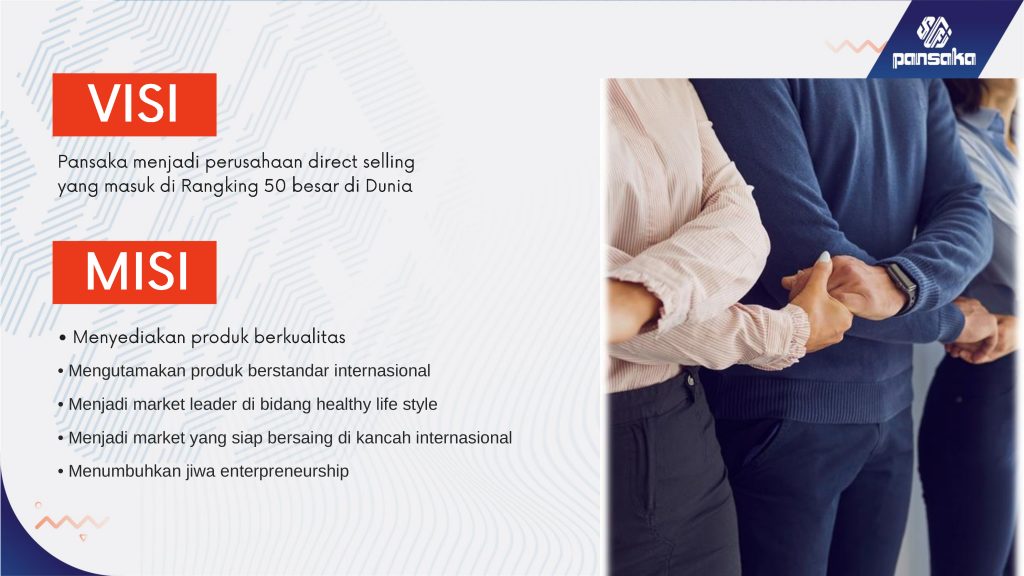 pansaka
VISI
Pansaka menjadi perusahaan direct selling
yang masuk di Rangking 50 besar di Dunia
MISI
• Menyediakan produk berkualitas
• Mengutamakan produk berstandar internasional
• Menjadi market leader di bidang healthy life style
• Menjadi market yang siap bersaing di kancah internasional
• Menumbuhkan jiwa enterpreneurship